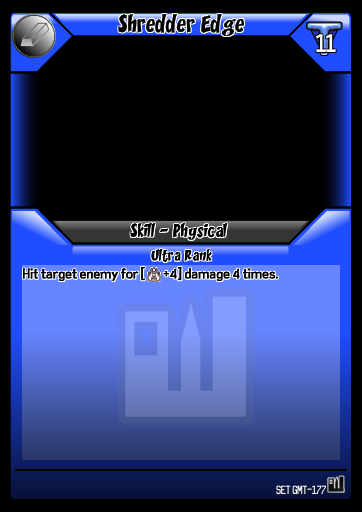 Shredder Edge
11
Skill - Physical
Ultra Rank
Hit target enemy for [ +4] damage 4 times.
SET GMT-177